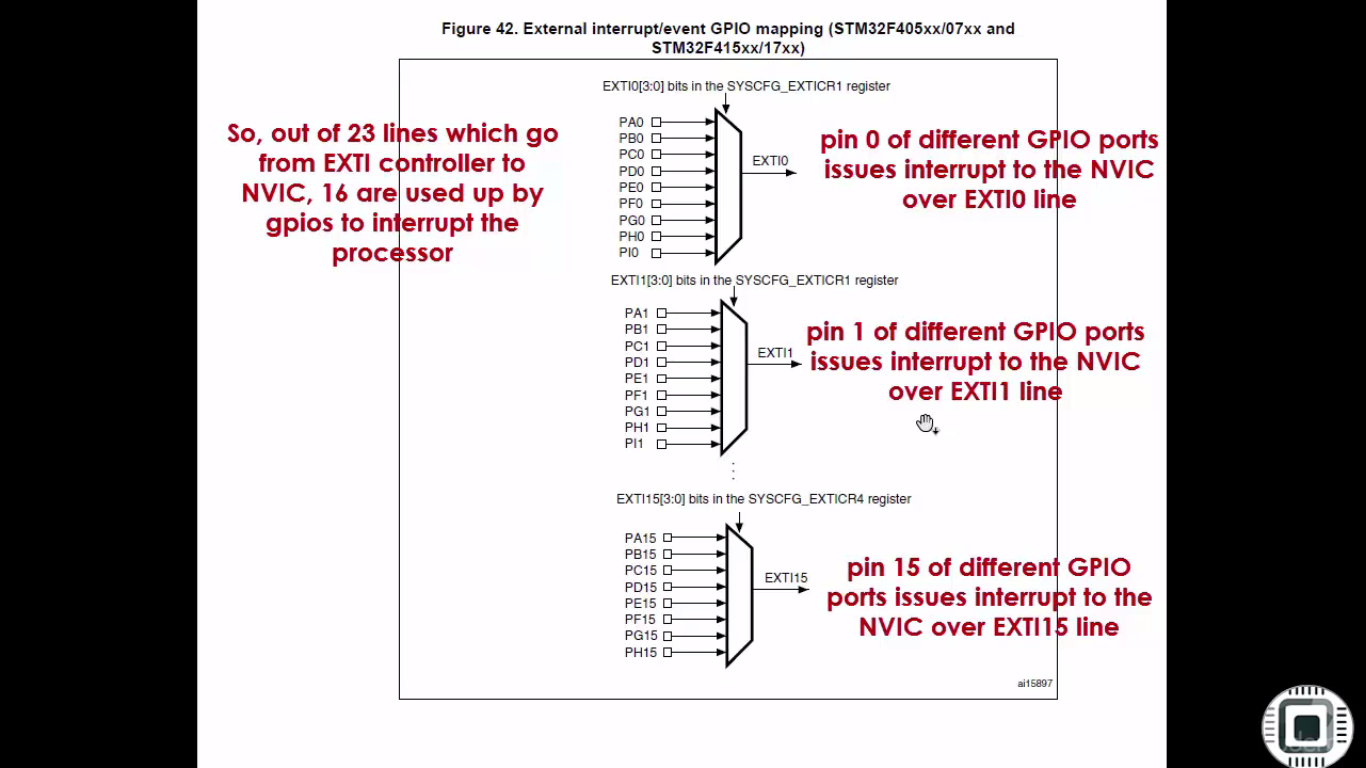 Figure 42. External interrupt/event GPIO mapping (STM32F405xx/07xx and
STM32F415xx/17xx)
So, out of 23 lines which go
from EXTI controller to
NVIC, 16 are used up by
gpios to interrupt the
processor
EXTI0[3:0] bits in the SYSCFG_EXTICR1 register
PA0
PB0
PC0
PD0
PE0
PF0
PG0
PH0
PI0
EXTI0
pin 0 of different GPIO ports
issues interrupt to the NVIC
over EXTI0 line
EXTI1[3:0] bits in the SYSCFG_EXTICR1 register
PA1
PB1
PC1
PD1
PE1
PF1
PG1
PH1
PI1
EXTI1
pin 1 of different GPIO ports
issues interrupt to the NVIC
over EXTI1 line
EXTI15[3:0] bits in the SYSCFG_EXTICR4 register
PA15
PB15
PC15
PD15
PE15
PF15
PG15
PH15
EXTI15
pin 15 of different GPIO
ports issues interrupt to the
NVIC over EXTI15 line
ai15897